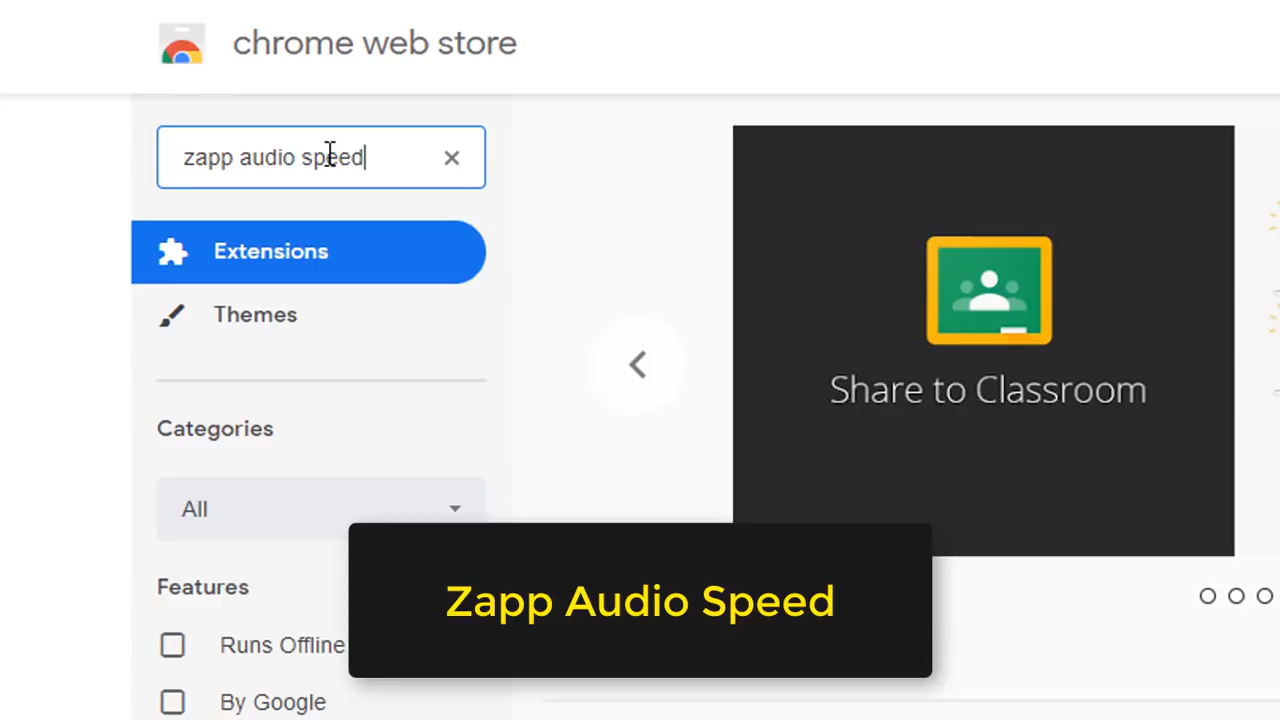 chrome web store
zapp audio speed
Extensions
Themes
Share to Classroom
Categories
All
Features
Zapp Audio Speed
Runs Offline
By Google